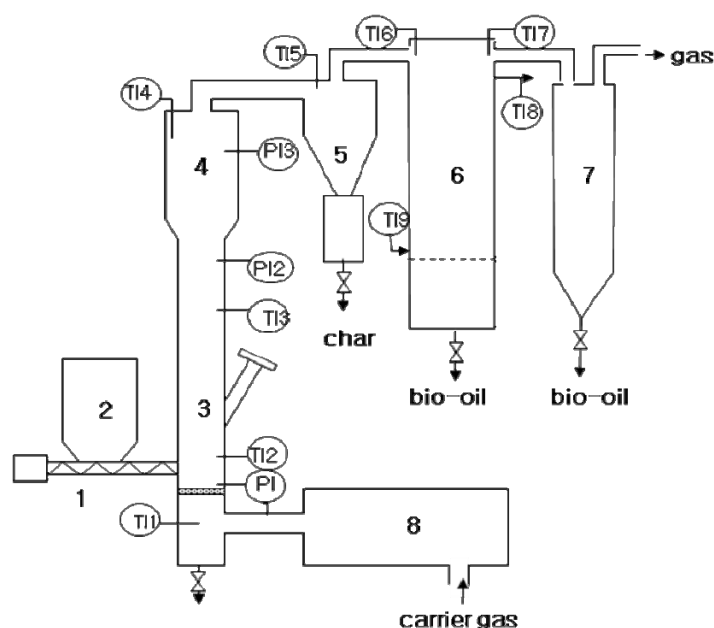 TI6
TI7
TI5
gas
TI4
TI8
4
PI3
5
6
7
TI9
PI2
TI3
char
bio-oil
bio-oil
2
3
TI2
PI
1
TI1
8
carrier gas